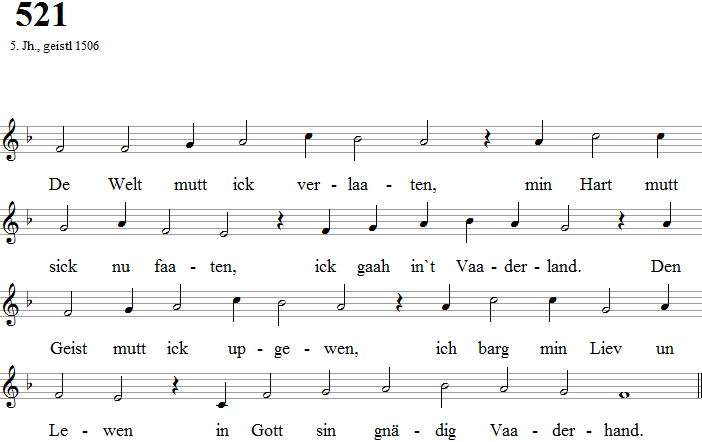 521
5. Jh., geistl 1506
De Welt mutt ick ver - laa - ten, min Hart mutt
sick nu faa - ten, ick gaah in`t Vaa - der - land. Den
Geist mutt ick up - ge - wen, ich barg min Liev un
Le - wen in Gott sin gnä - dig Vaa - der - hand.